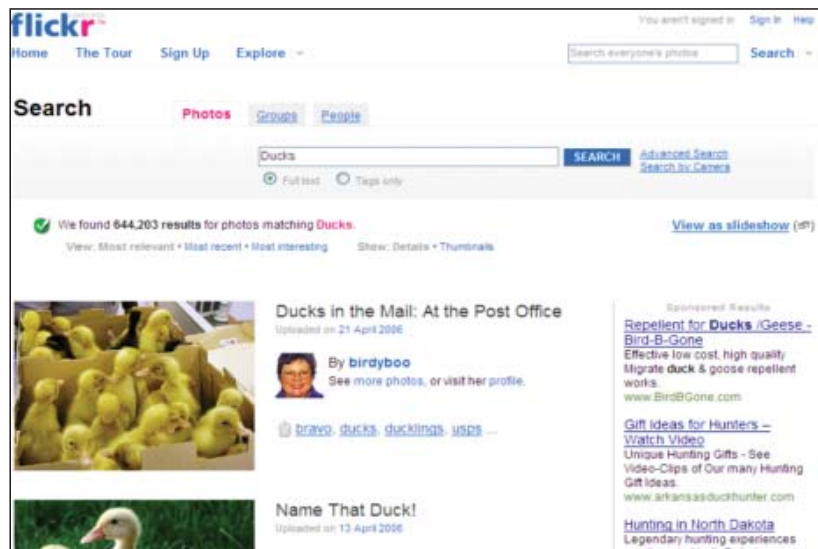 flickr
You aren't signed in Sign In Help
Home The Tour Sign Up Explore
Search everyone's photos Search
Search Photos Groups People
Ducks SEARCH Advanced Search
Search by Camera
Full text Tags only
We found 644,203 results for photos matching Ducks.
View as slideshow
View: Most relevant • Most recent • Most interesting Show: Details • Thumbnails
Ducks in the Mail: At the Post Office
Uploaded on 21 April 2006
By birdyboo
See more photos, or visit her profile.
bravo, ducks, ducklings, usps ...
Name That Duck!
Uploaded on 13 April 2006
Sponsored Results
Repellent for Ducks /Geese -
Bird-B-Gone
Effective low cost, high quality
Migrate duck & goose repellent
works.
www.BirdBGone.com
Gift Ideas for Hunters –
Watch Video
Unique Hunting Gifts - See
Video-Clips of Our many Hunting
Gift Ideas.
www.arkansasduckhunter.com
Hunting in North Dakota
Legendary hunting experiences